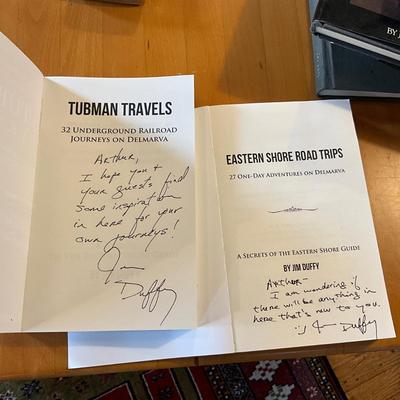 BY J
TUBMAN TRAVELS
32 UNDERGROUND RAILROAD
JOURNEYS ON DELMARVA
Arthur,
I hope you +
your guests find
some inspiration
in here for your
own journeys!
Jim
Duffy
EASTERN SHORE ROAD TRIPS
27 ONE-DAY ADVENTURES ON DELMARVA
A SECRETS OF THE EASTERN SHORE GUIDE
BY JIM DUFFY
Arthur-
I am wondering if
there will be anything in
here that's new to you.
:) Jim Duffy